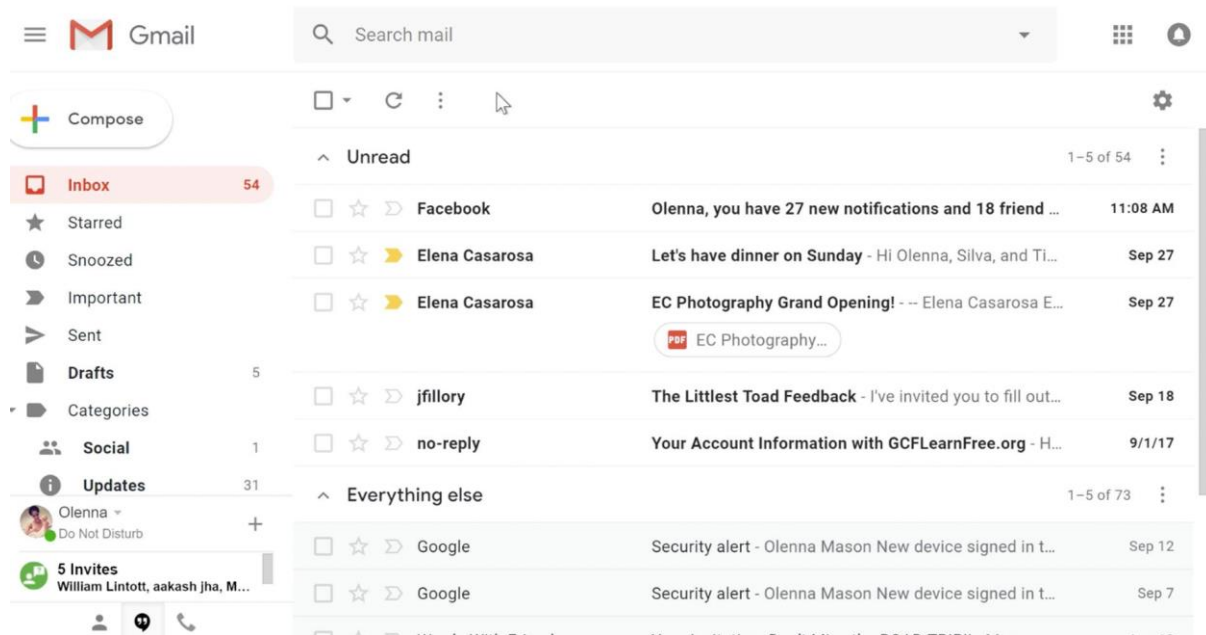 Gmail
Search mail
Compose
Inbox 54
Starred
Snoozed
Important
Sent
Drafts 5
Categories
Social 1
Updates 31
Olenna
Do Not Disturb
5 Invites
William Lintott, aakash jha, M...
Unread 1–5 of 54
Facebook Olenna, you have 27 new notifications and 18 friend ... 11:08 AM
Elena Casarosa Let's have dinner on Sunday - Hi Olenna, Silva, and Ti... Sep 27
Elena Casarosa EC Photography Grand Opening! - -- Elena Casarosa E... Sep 27
PDF EC Photography...
jfillory The Littlest Toad Feedback - I've invited you to fill out... Sep 18
no-reply Your Account Information with GCFLearnFree.org - H... 9/1/17
Everything else 1–5 of 73
Google Security alert - Olenna Mason New device signed in t... Sep 12
Google Security alert - Olenna Mason New device signed in t... Sep 7